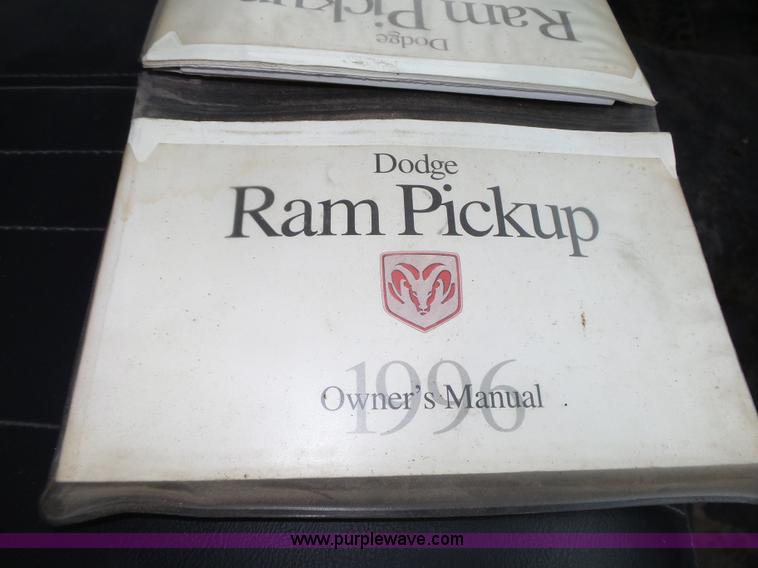 Ram Pickup
Dodge
Dodge
Ram Pickup
1996
Owner's Manual
www.purplewave.com